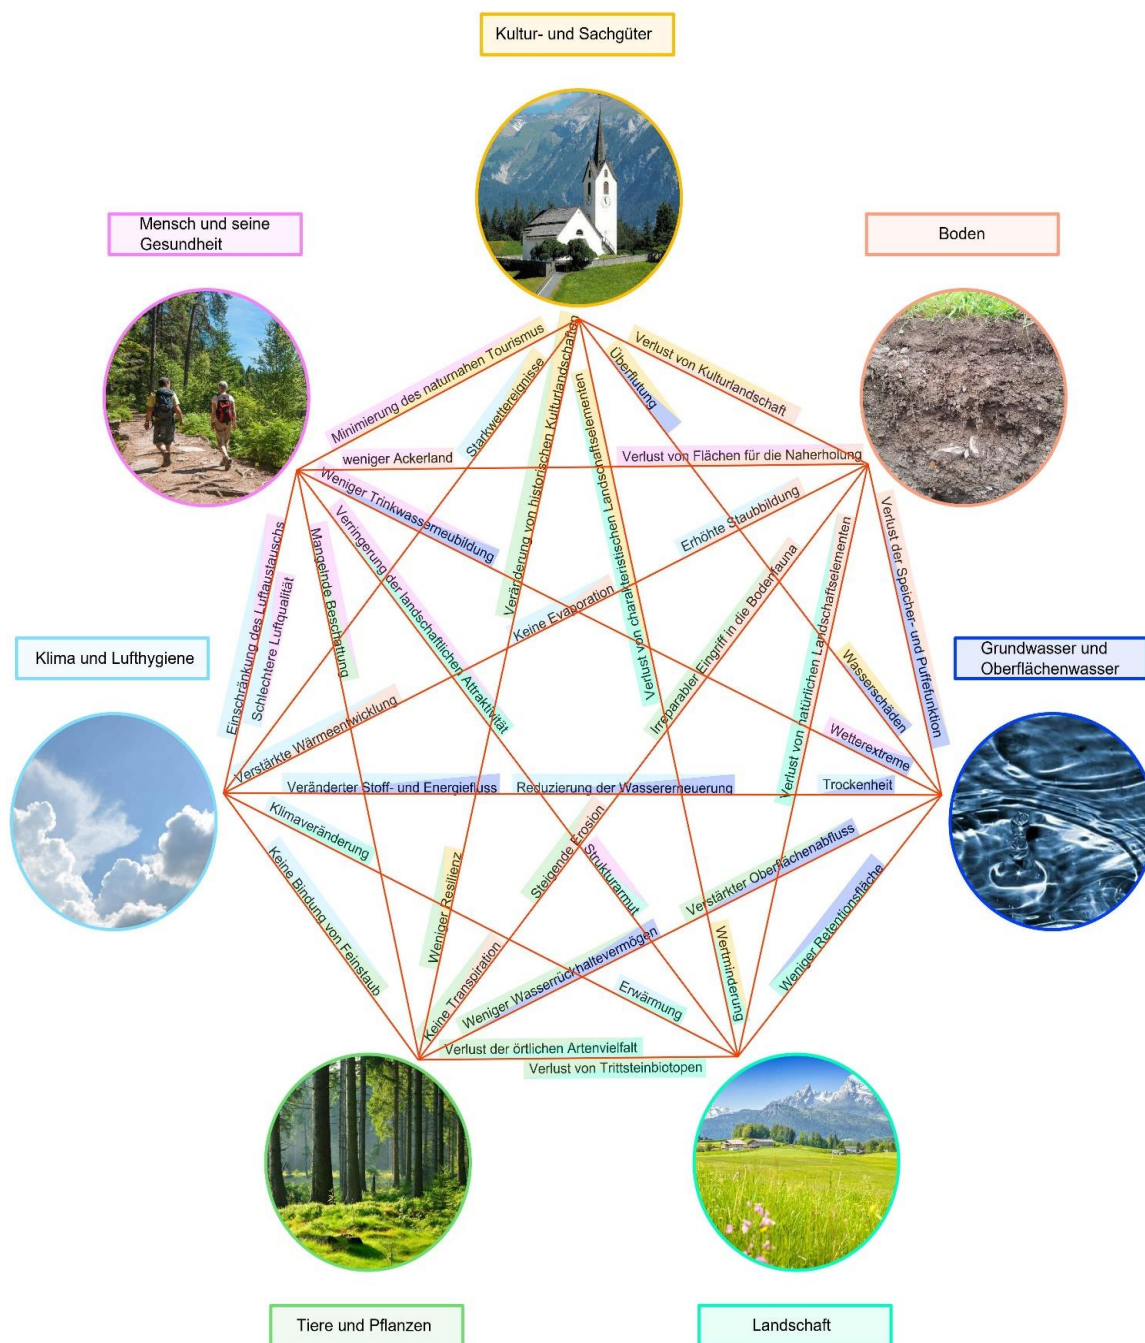 Kultur- und Sachgüter
Mensch und seine
Gesundheit
Boden
Minimierung des naturnahen Tourismus
Starkwetterereignisse
Veränderung von historischen Kulturlandschaften
Verlust von charakteristischen Landschaftselementen
Überflutung
Verlust von Kulturlandschaft
weniger Ackerland
Verlust von Flächen für die Naherholung
Weniger Trinkwasserneubildung
Verringerung der landschaftlichen Attraktivität
Mangelnde Beschattung
Einschränkung des Luftaustauschs
Schlechtere Luftqualität
Erhöhte Staubbildung
Keine Evaporation
Verstärkte Wärmeentwicklung
Irreparabler Eingriff in die Bodenfauna
Verlust von natürlichen Landschaftselementen
Verlust der Speicher- und Puffefunktion
Wasserschäden
Wetterextreme
Klima und Lufthygiene
Grundwasser und
Oberflächenwasser
Veränderter Stoff- und Energiefluss
Reduzierung der Wassererneuerung
Trockenheit
Klimaveränderung
Keine Bindung von Feinstaub
Weniger Resilienz
Steigende Erosion
Strukturarmut
Verstärkter Oberflächenabfluss
Weniger Retentionsfläche
Keine Transpiration
Weniger Wasserrückhaltevermögen
Erwärmung
Wertminderung
Verlust der örtlichen Artenvielfalt
Verlust von Trittsteinbiotopen
Tiere und Pflanzen
Landschaft